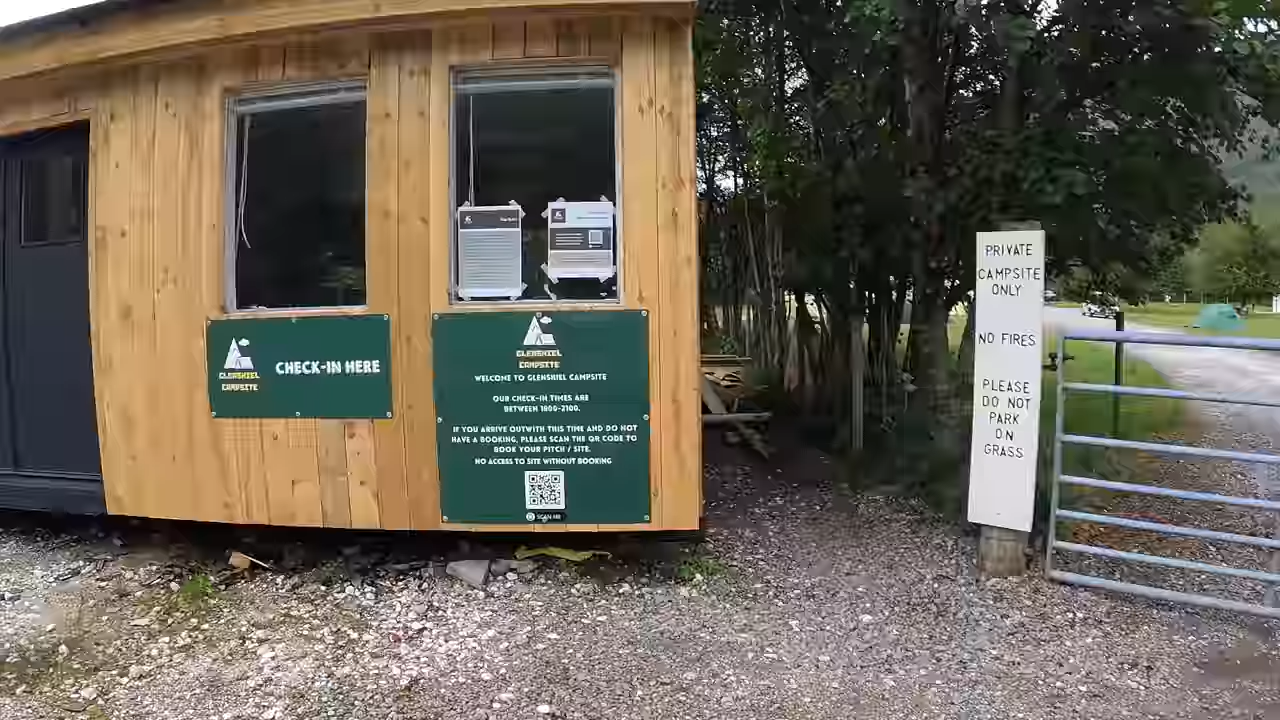 GLENSHIEL
CAMPSITE
CHECK-IN HERE
GLENSHIEL
CAMPSITE
WELCOME TO GLENSHIEL CAMPSITE
OUR CHECK-IN TIMES ARE
BETWEEN 1800-2100.
IF YOU ARRIVE OUTWITH THIS TIME AND DO NOT
HAVE A BOOKING, PLEASE SCAN THE QR CODE TO
BOOK YOUR PITCH / SITE.
NO ACCESS TO SITE WITHOUT BOOKING
SCAN ME
PRIVATE
CAMPSITE
ONLY
NO FIRES
PLEASE
DO NOT
PARK
ON
GRASS